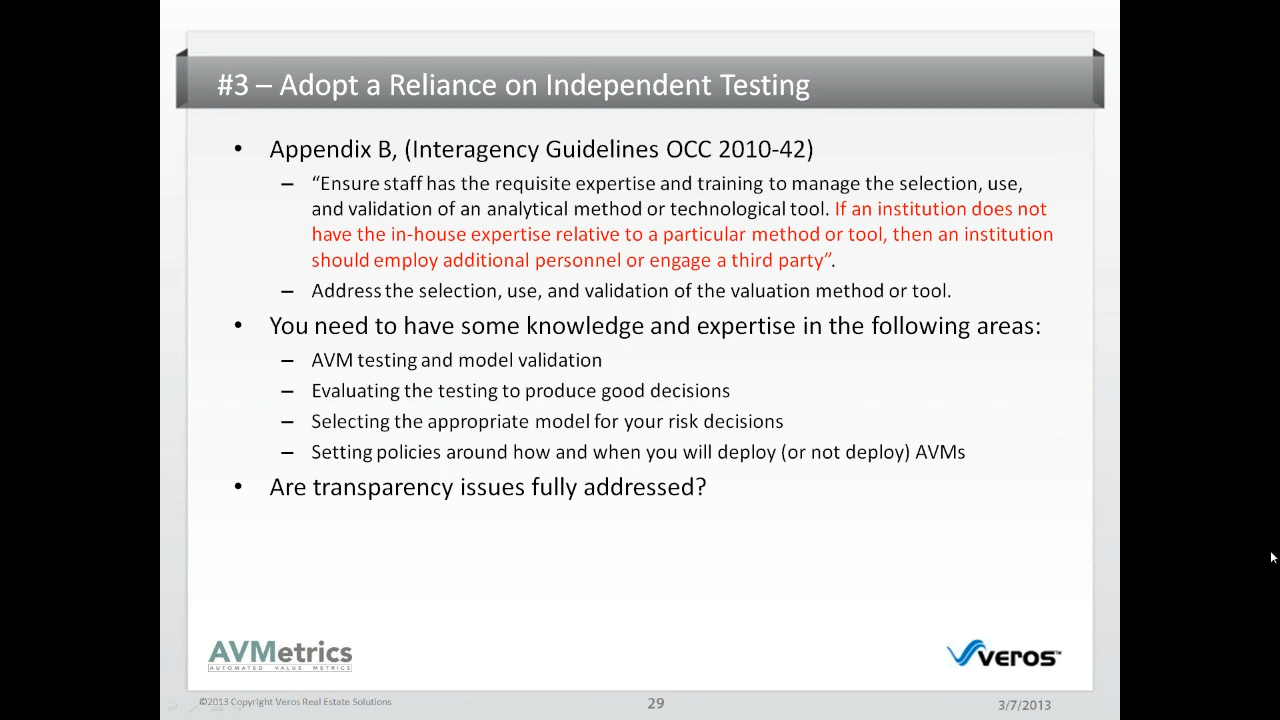 #3 – Adopt a Reliance on Independent Testing
• Appendix B, (Interagency Guidelines OCC 2010-42)
– “Ensure staff has the requisite expertise and training to manage the selection, use,
and validation of an analytical method or technological tool. If an institution does not
have the in-house expertise relative to a particular method or tool, then an institution
should employ additional personnel or engage a third party”.
– Address the selection, use, and validation of the valuation method or tool.
• You need to have some knowledge and expertise in the following areas:
– AVM testing and model validation
– Evaluating the testing to produce good decisions
– Selecting the appropriate model for your risk decisions
– Setting policies around how and when you will deploy (or not deploy) AVMs
• Are transparency issues fully addressed?
AVMetrics
AUTOMATED VALUE METRICS
VEROS™
©2013 Copyright Veros Real Estate Solutions
29
3/7/2013